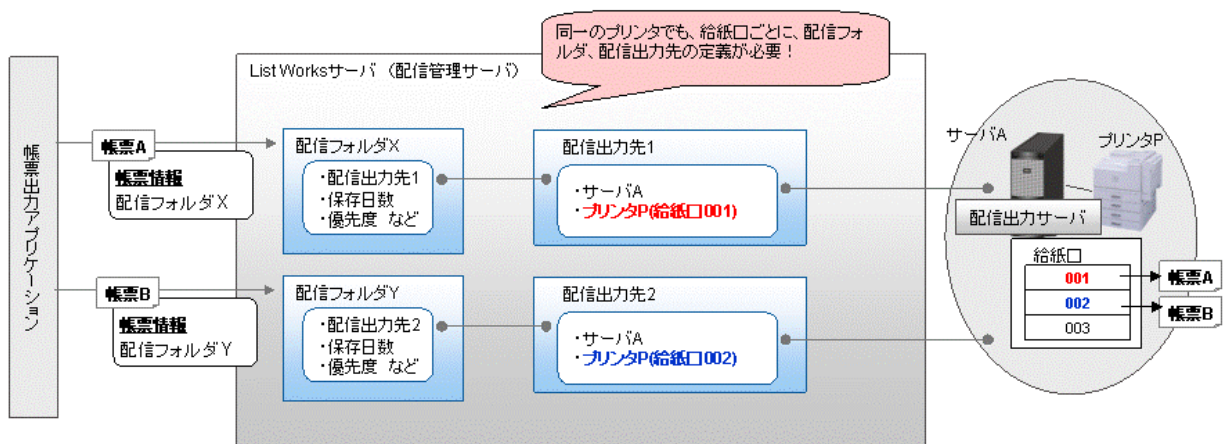 同一のプリンタでも、給紙口ごとに、配信フォ
ルダ、配信出力先の定義が必要！
List Worksサーバ（配信管理サーバ）
帳票出力アプリケーション
帳票A
帳票情報
配信フォルダX
配信フォルダX
・配信出力先1
・保存日数
・優先度 など
配信出力先1
・サーバA
・プリンタP(給紙口001)
帳票B
帳票情報
配信フォルダY
配信フォルダY
・配信出力先2
・保存日数
・優先度 など
配信出力先2
・サーバA
・プリンタP(給紙口002)
サーバA
プリンタP
配信出力サーバ
給紙口
001
002
003
帳票A
帳票B